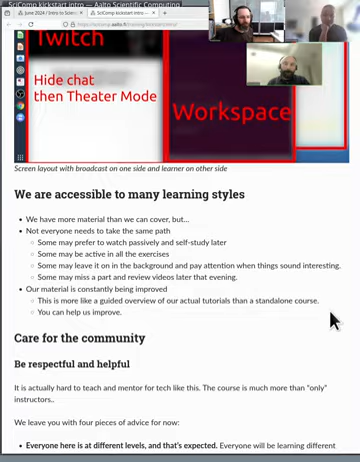 SciComp kickstart intro — Aalto Scientific Computing
June 2024 / Intro to Scien
SciComp kickstart intro — Aalto
Twitch
Hide chat
then Theater Mode
Workspace
Screen layout with broadcast on one side and learner on other side
We are accessible to many learning styles
• We have more material than we can cover, but…
• Not everyone needs to take the same path
◦ Some may prefer to watch passively and self-study later
◦ Some may be active in all the exercises
◦ Some may leave it on in the background and pay attention when things sound interesting.
◦ Some may miss a part and review videos later that evening.
• Our material is constantly being improved
◦ This is more like a guided overview of our actual tutorials than a standalone course.
◦ You can help us improve.
Care for the community
Be respectful and helpful
It is actually hard to teach and mentor for tech like this. The course is much more than "only"
instructors..
We leave you with four pieces of advice for now:
• Everyone here is at different levels, and that's expected. Everyone will be learning different